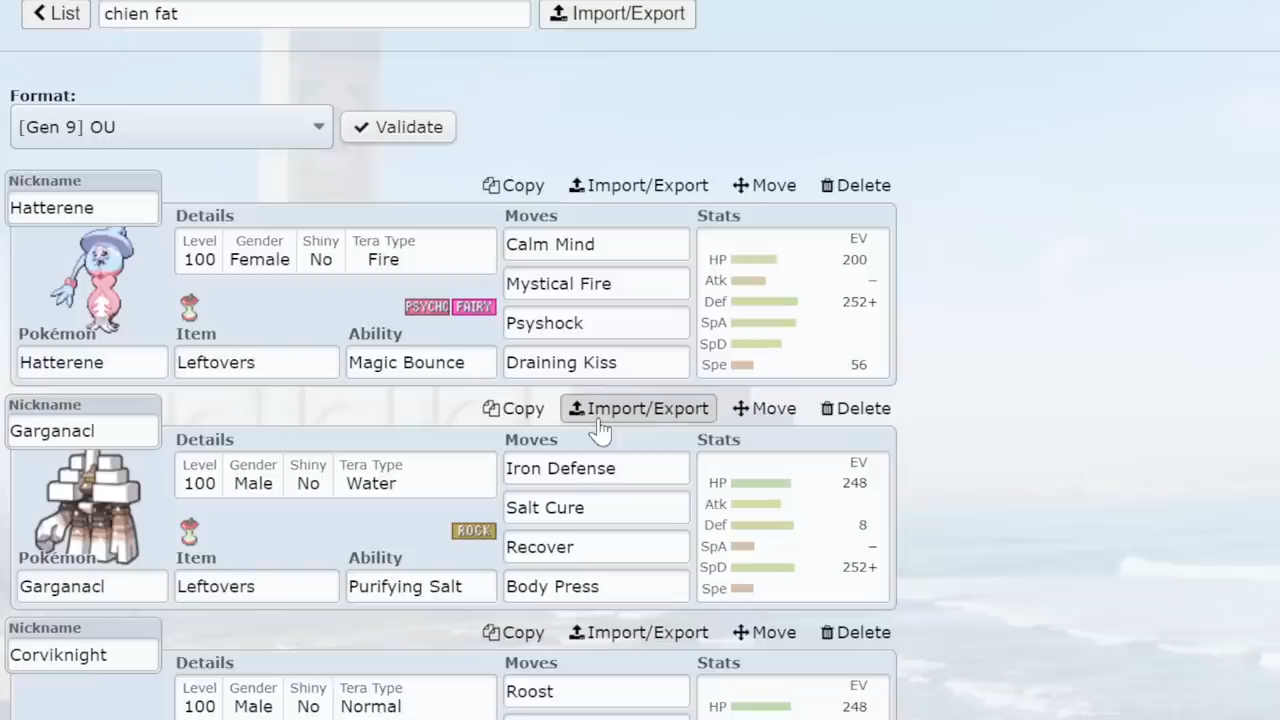 List
chien fat
Import/Export
Format:
[Gen 9] OU
Validate
Nickname
Hatterene
Copy
Import/Export
Move
Delete
Details
Level
100
Gender
Female
Shiny
No
Tera Type
Fire
PSYCHC FAIRY
Pokémon
Hatterene
Item
Leftovers
Ability
Magic Bounce
Moves
Calm Mind
Mystical Fire
Psyshock
Draining Kiss
Stats
EV
HP 200
Atk –
Def 252+
SpA
SpD
Spe 56
Nickname
Garganacl
Copy
Import/Export
Move
Delete
Details
Level
100
Gender
Male
Shiny
No
Tera Type
Water
ROCK
Pokémon
Garganacl
Item
Leftovers
Ability
Purifying Salt
Moves
Iron Defense
Salt Cure
Recover
Body Press
Stats
EV
HP 248
Atk
Def 8
SpA –
SpD 252+
Spe
Nickname
Corviknight
Copy
Import/Export
Move
Delete
Details
Level
100
Gender
Male
Shiny
No
Tera Type
Normal
Moves
Roost
Stats
EV
HP 248